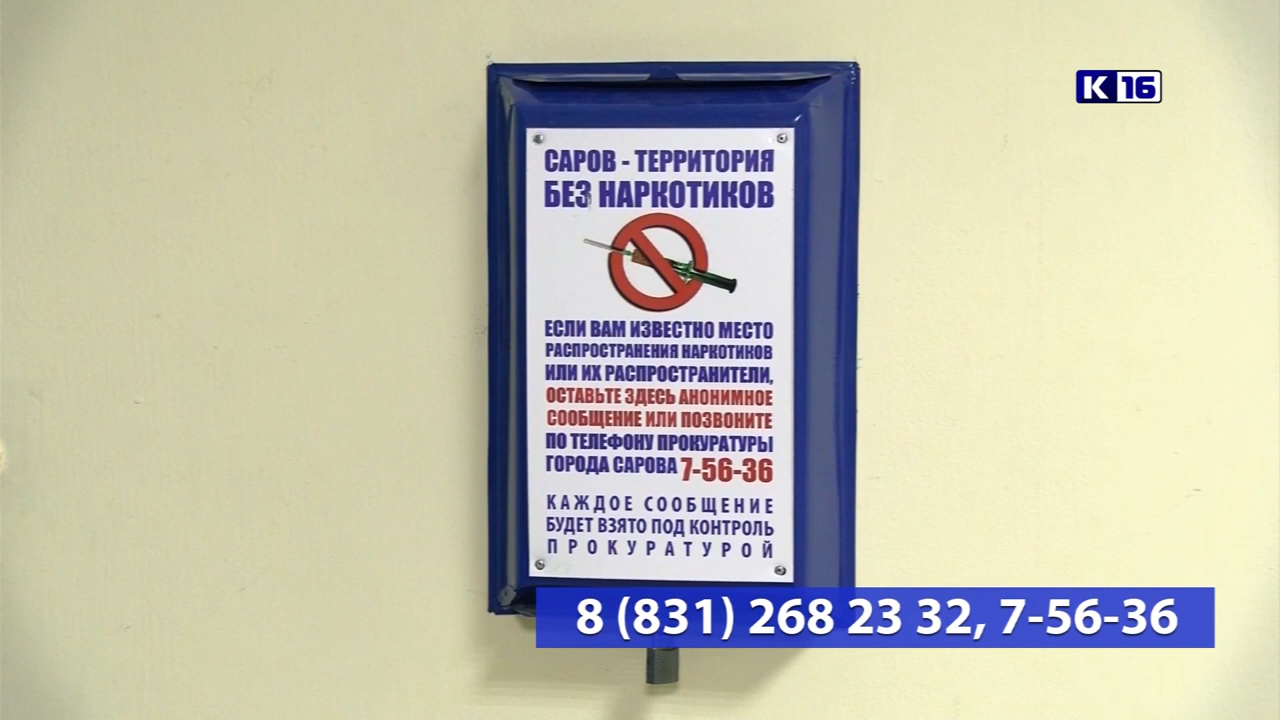 К 16
САРОВ - ТЕРРИТОРИЯ
БЕЗ НАРКОТИКОВ
ЕСЛИ ВАМ ИЗВЕСТНО МЕСТО
РАСПРОСТРАНЕНИЯ НАРКОТИКОВ
ИЛИ ИХ РАСПРОСТРАНИТЕЛИ,
ОСТАВЬТЕ ЗДЕСЬ АНОНИМНОЕ
СООБЩЕНИЕ ИЛИ ПОЗВОНИТЕ
ПО ТЕЛЕФОНУ ПРОКУРАТУРЫ
ГОРОДА САРОВА 7-56-36
КАЖДОЕ СООБЩЕНИЕ
БУДЕТ ВЗЯТО ПОД КОНТРОЛЬ
ПРОКУРАТУРОЙ
8 (831) 268 23 32, 7-56-36